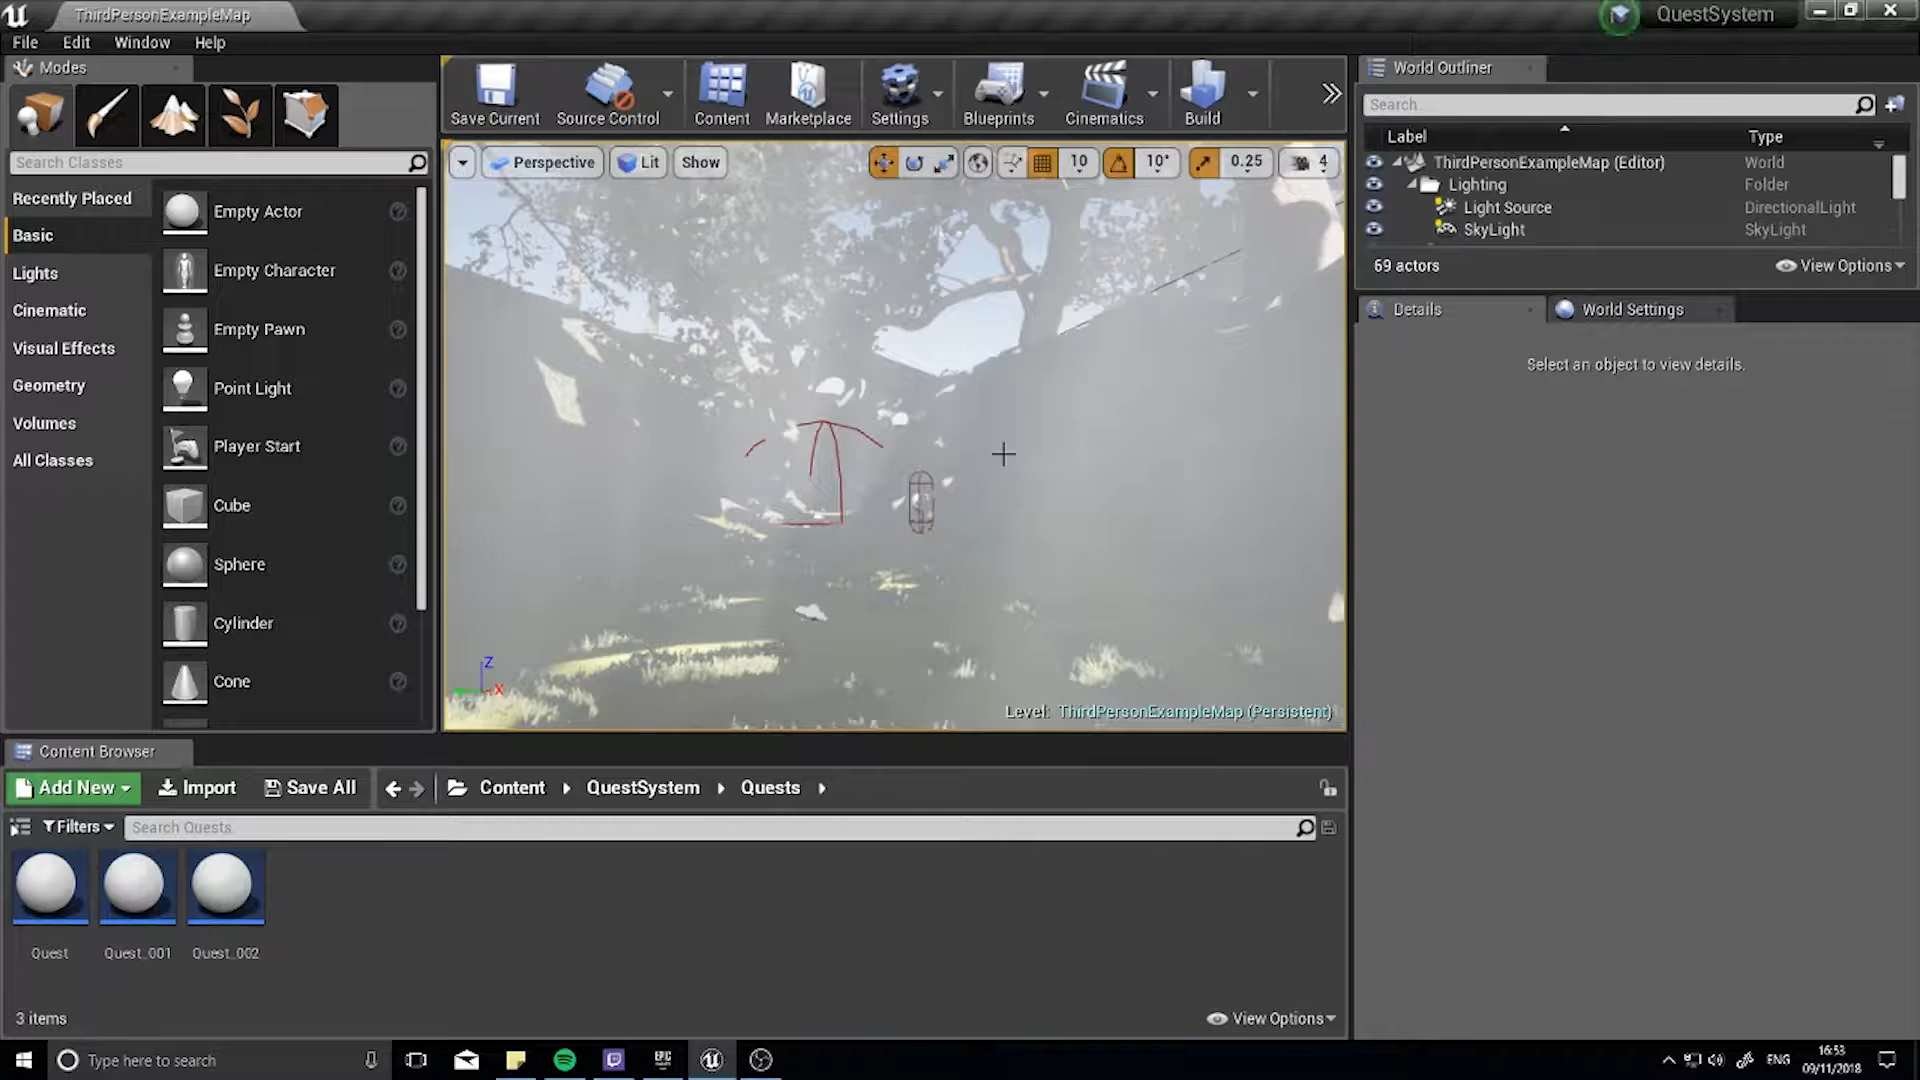 ThirdPersonExampleMap
QuestSystem
File Edit Window Help
Modes
Search Classes
Recently Placed
Basic
Lights
Cinematic
Visual Effects
Geometry
Volumes
All Classes
Empty Actor
Empty Character
Empty Pawn
Point Light
Player Start
Cube
Sphere
Cylinder
Cone
Save Current
Source Control
Content
Marketplace
Settings
Blueprints
Cinematics
Build
Perspective
Lit
Show
10
10°
0.25
4
Z
X
Level: ThirdPersonExampleMap (Persistent)
World Outliner
Search...
Label Type
ThirdPersonExampleMap (Editor) World
Lighting Folder
Light Source DirectionalLight
SkyLight SkyLight
69 actors
View Options
Details
World Settings
Select an object to view details.
Content Browser
Add New
Import
Save All
Content
QuestSystem
Quests
Filters
Search Quests
Quest
Quest_001
Quest_002
3 items
View Options
Type here to search
EPIC
ENG
16:53
09/11/2018